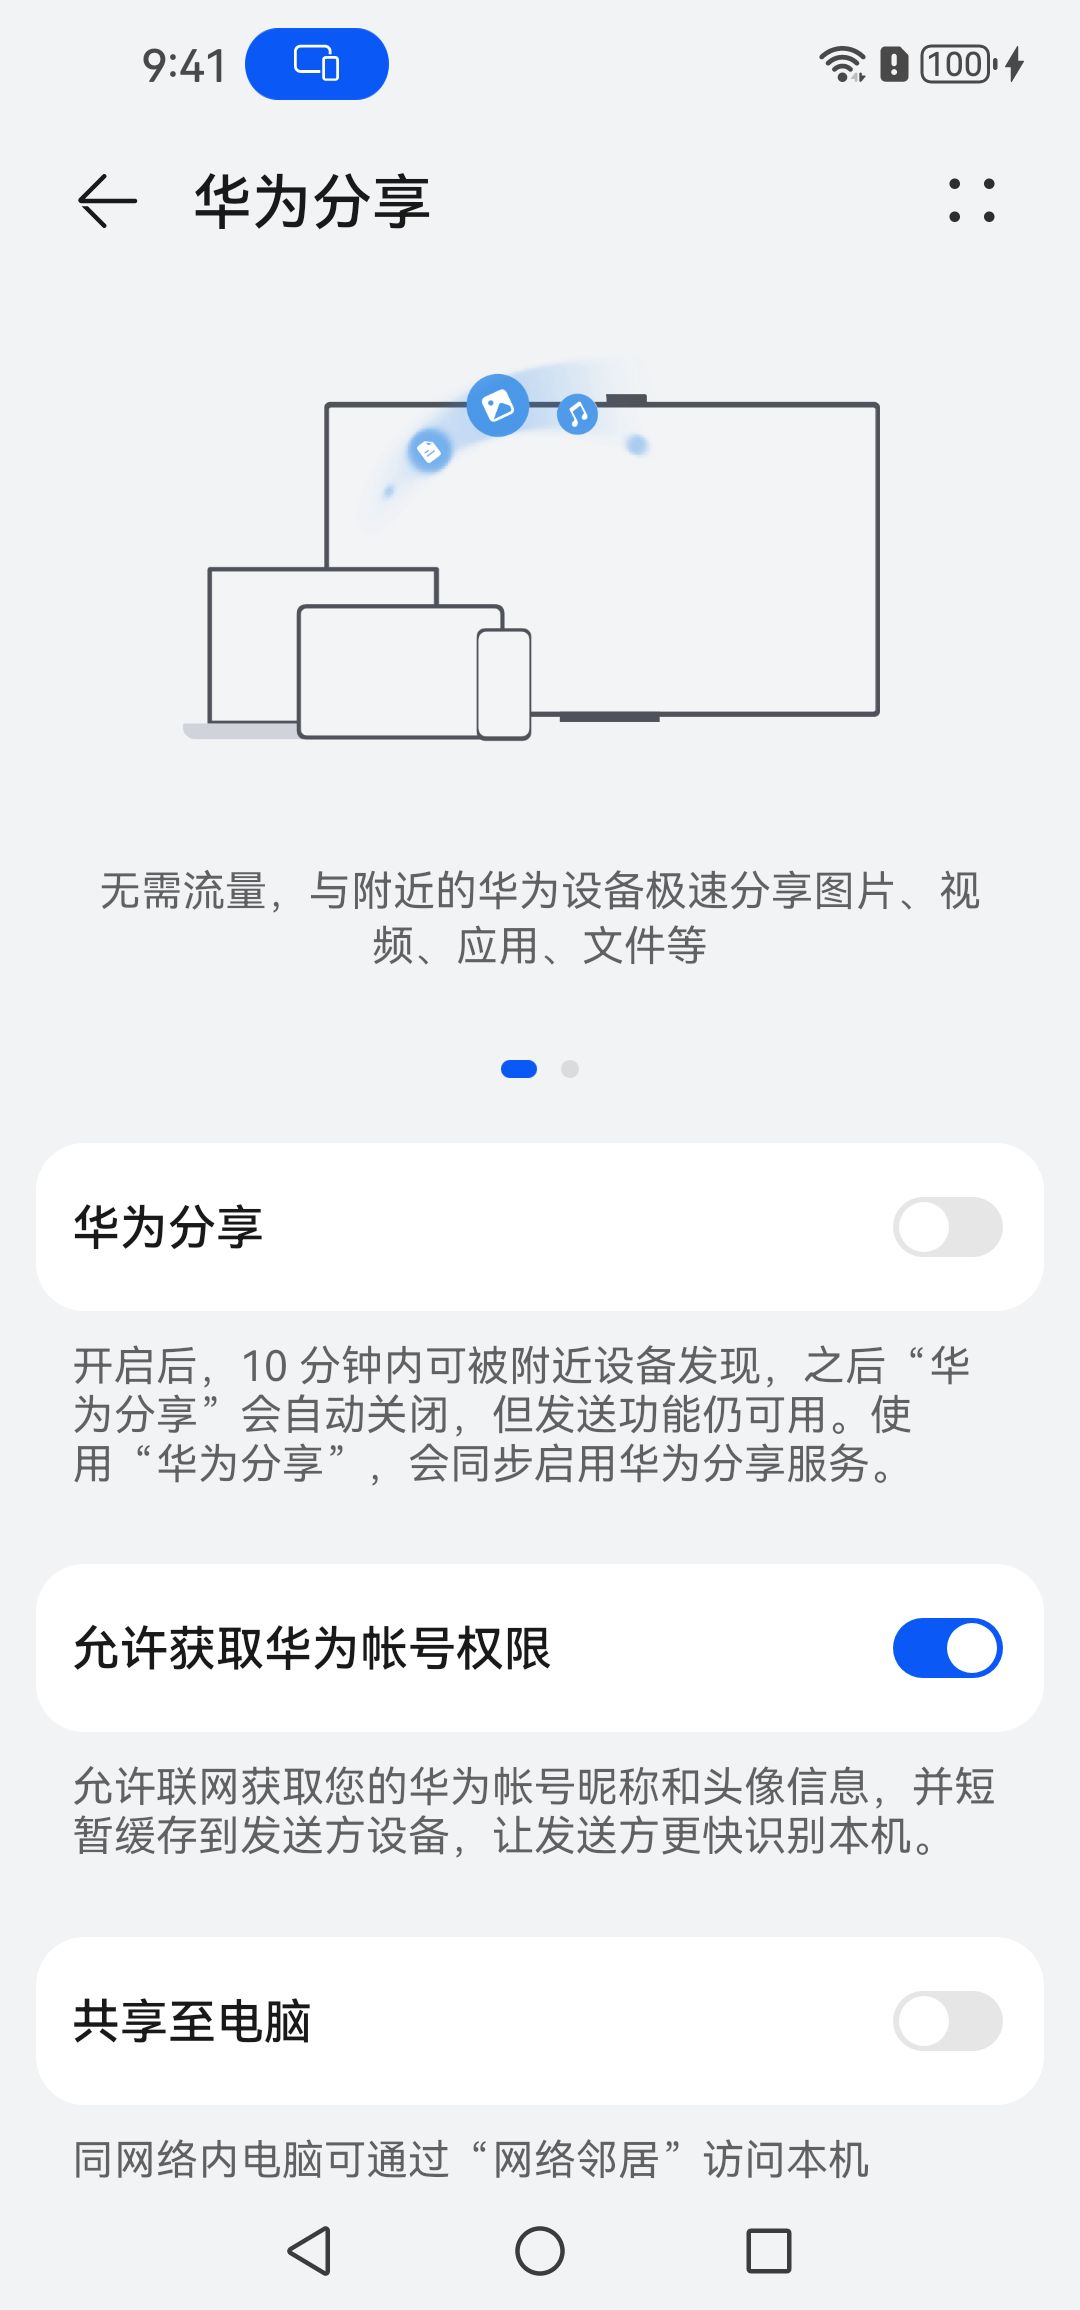 9:41
100
华为分享
无需流量，与附近的华为设备极速分享图片、视
频、应用、文件等
华为分享
开启后，10 分钟内可被附近设备发现，之后“华
为分享”会自动关闭，但发送功能仍可用。使
用“华为分享”，会同步启用华为分享服务。
允许获取华为帐号权限
允许联网获取您的华为帐号昵称和头像信息，并短
暂缓存到发送方设备，让发送方更快识别本机。
共享至电脑
同网络内电脑可通过“网络邻居”访问本机